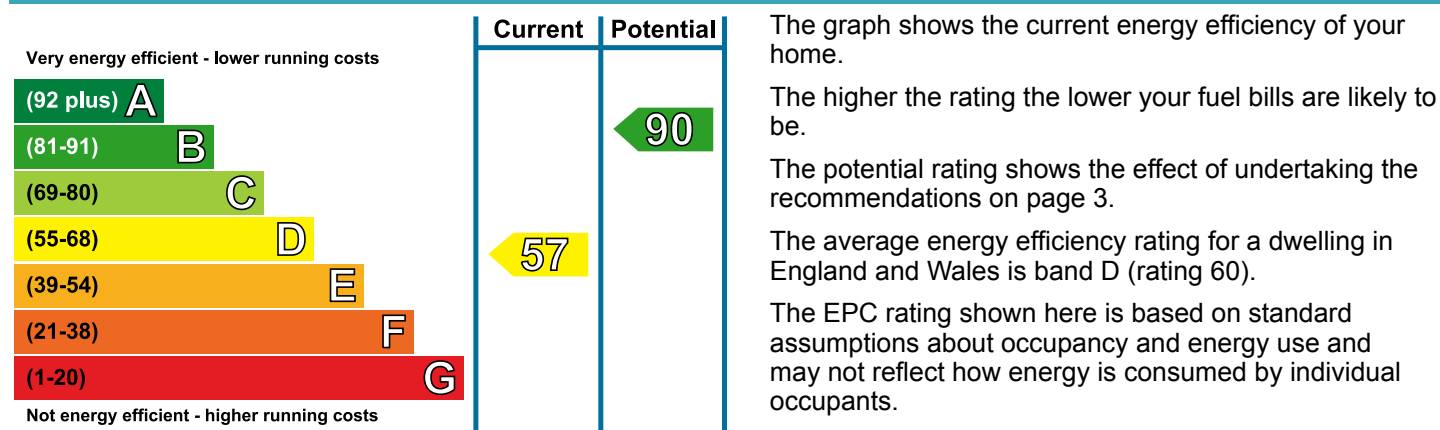 Current Potential
Very energy efficient - lower running costs
(92 plus) A
(81-91) B
(69-80) C
(55-68) D
(39-54) E
(21-38) F
(1-20) G
Not energy efficient - higher running costs
57
90
The graph shows the current energy efficiency of your
home.
The higher the rating the lower your fuel bills are likely to
be.
The potential rating shows the effect of undertaking the
recommendations on page 3.
The average energy efficiency rating for a dwelling in
England and Wales is band D (rating 60).
The EPC rating shown here is based on standard
assumptions about occupancy and energy use and
may not reflect how energy is consumed by individual
occupants.